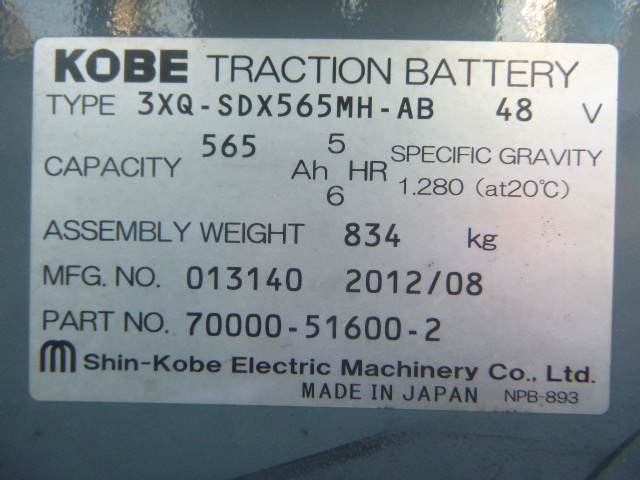 KOBE TRACTION BATTERY
TYPE 3XQ-SDX565MH-AB 48 V
CAPACITY 565 Ah 5 HR SPECIFIC GRAVITY
6 1.280 (at20℃)
ASSEMBLY WEIGHT 834 kg
MFG. NO. 013140 2012/08
PART NO. 70000-51600-2
m Shin-Kobe Electric Machinery Co., Ltd.
MADE IN JAPAN NPB-893